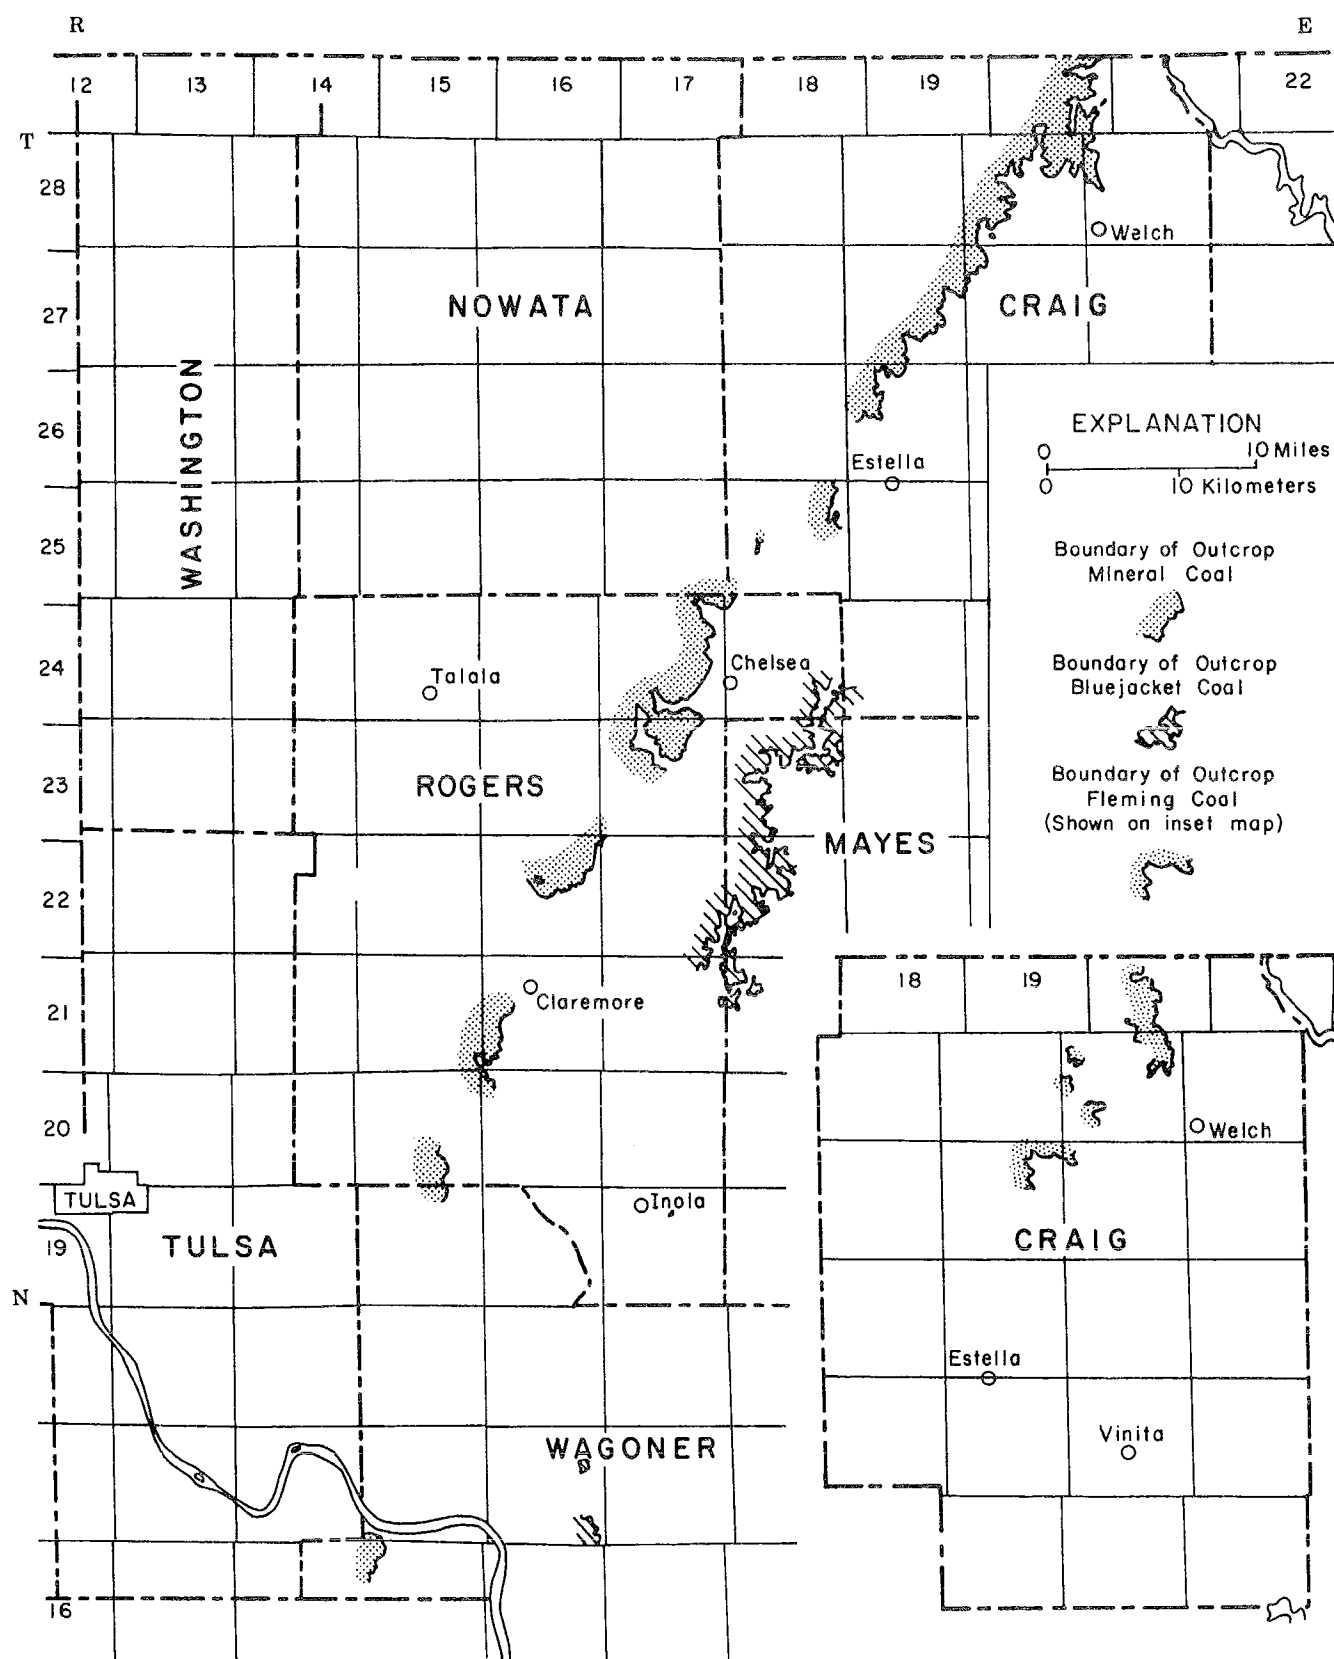 R E
12 13 14 15 16 17 18 19 22
T
28
Welch
27
NOWATA
CRAIG
WASHINGTON
26
EXPLANATION
0 10 Miles
0 10 Kilometers
Estella
25
Boundary of Outcrop
Mineral Coal
24
Talala
Chelsea
Boundary of Outcrop
Bluejacket Coal
23
ROGERS
Boundary of Outcrop
Fleming Coal
(Shown on inset map)
MAYES
22
21
Claremore
18 19
20
Welch
TULSA
Inola
19
TULSA
CRAIG
N
Estella
WAGONER
Vinita
16